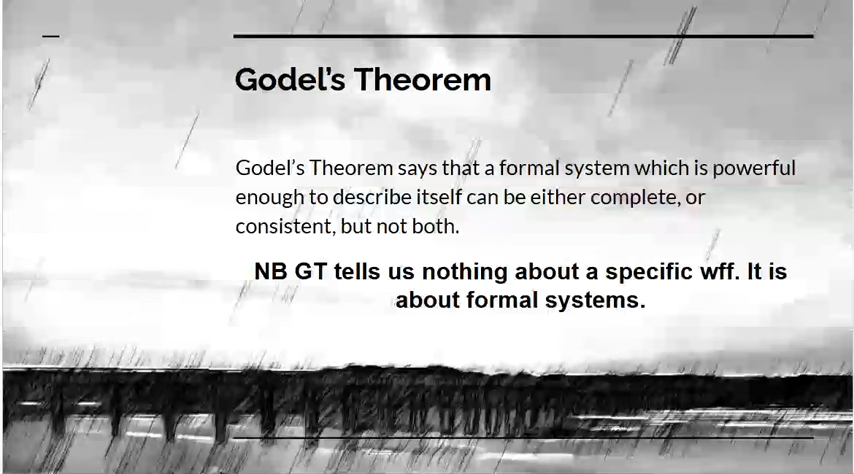 Godel’s Theorem
Godel’s Theorem says that a formal system which is powerful
enough to describe itself can be either complete, or
consistent, but not both.
NB GT tells us nothing about a specific wff. It is
about formal systems.